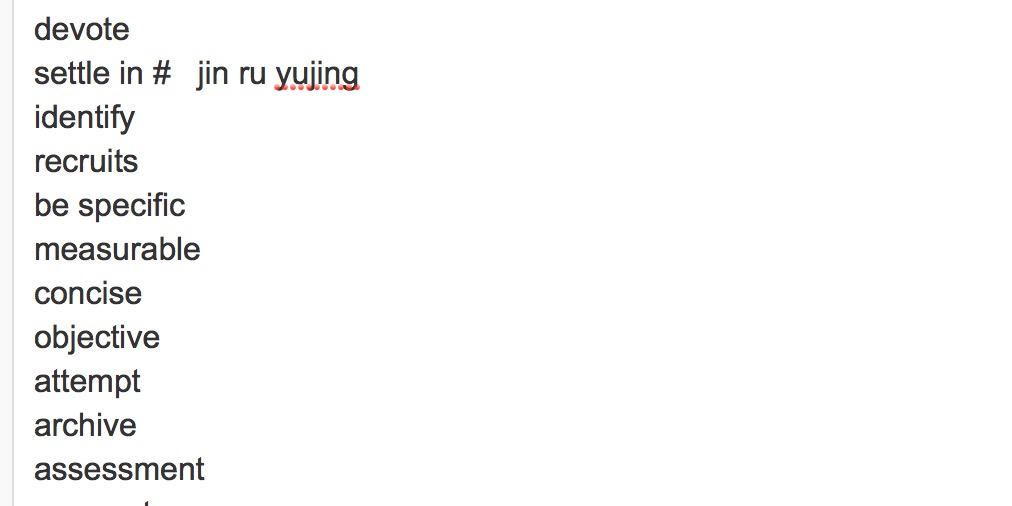 devote
settle in #   jin ru yujing
identify
recruits
be specific
measurable
concise
objective
attempt
archive
assessment